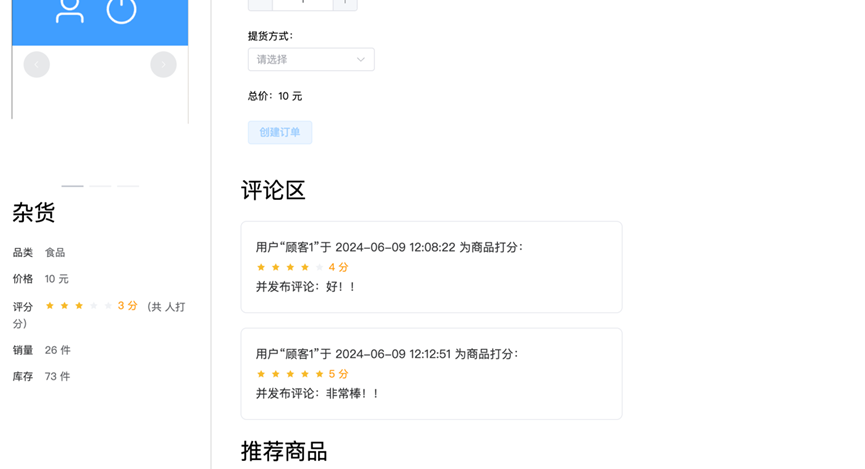 杂货
品类 食品
价格 10 元
评分 3 分 (共 人打
分)
销量 26 件
库存 73 件
提货方式:
请选择
总价: 10 元
创建订单
评论区
用户“顾客1”于 2024-06-09 12:08:22 为商品打分:
4 分
并发布评论: 好! !
用户“顾客1”于 2024-06-09 12:12:51 为商品打分:
5 分
并发布评论: 非常棒! !
推荐商品